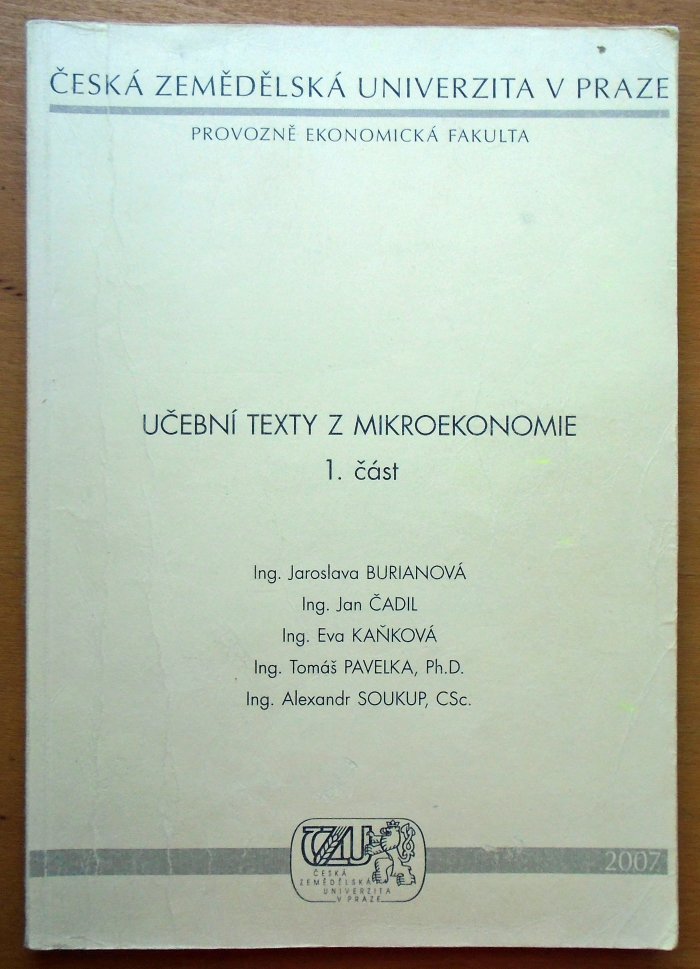 ČESKÁ ZEMĚDĚLSKÁ UNIVERZITA V PRAZE
PROVOZNĚ EKONOMICKÁ FAKULTA
UČEBNÍ TEXTY Z MIKROEKONOMIE
1. část
Ing. Jaroslava BURIANOVÁ
Ing. Jan ČADIL
Ing. Eva KAŇKOVÁ
Ing. Tomáš PAVELKA, Ph.D.
Ing. Alexandr SOUKUP, CSc.
ČZU
ČESKÁ
ZEMĚDĚLSKÁ
UNIVERZITA
V PRAZE
2007